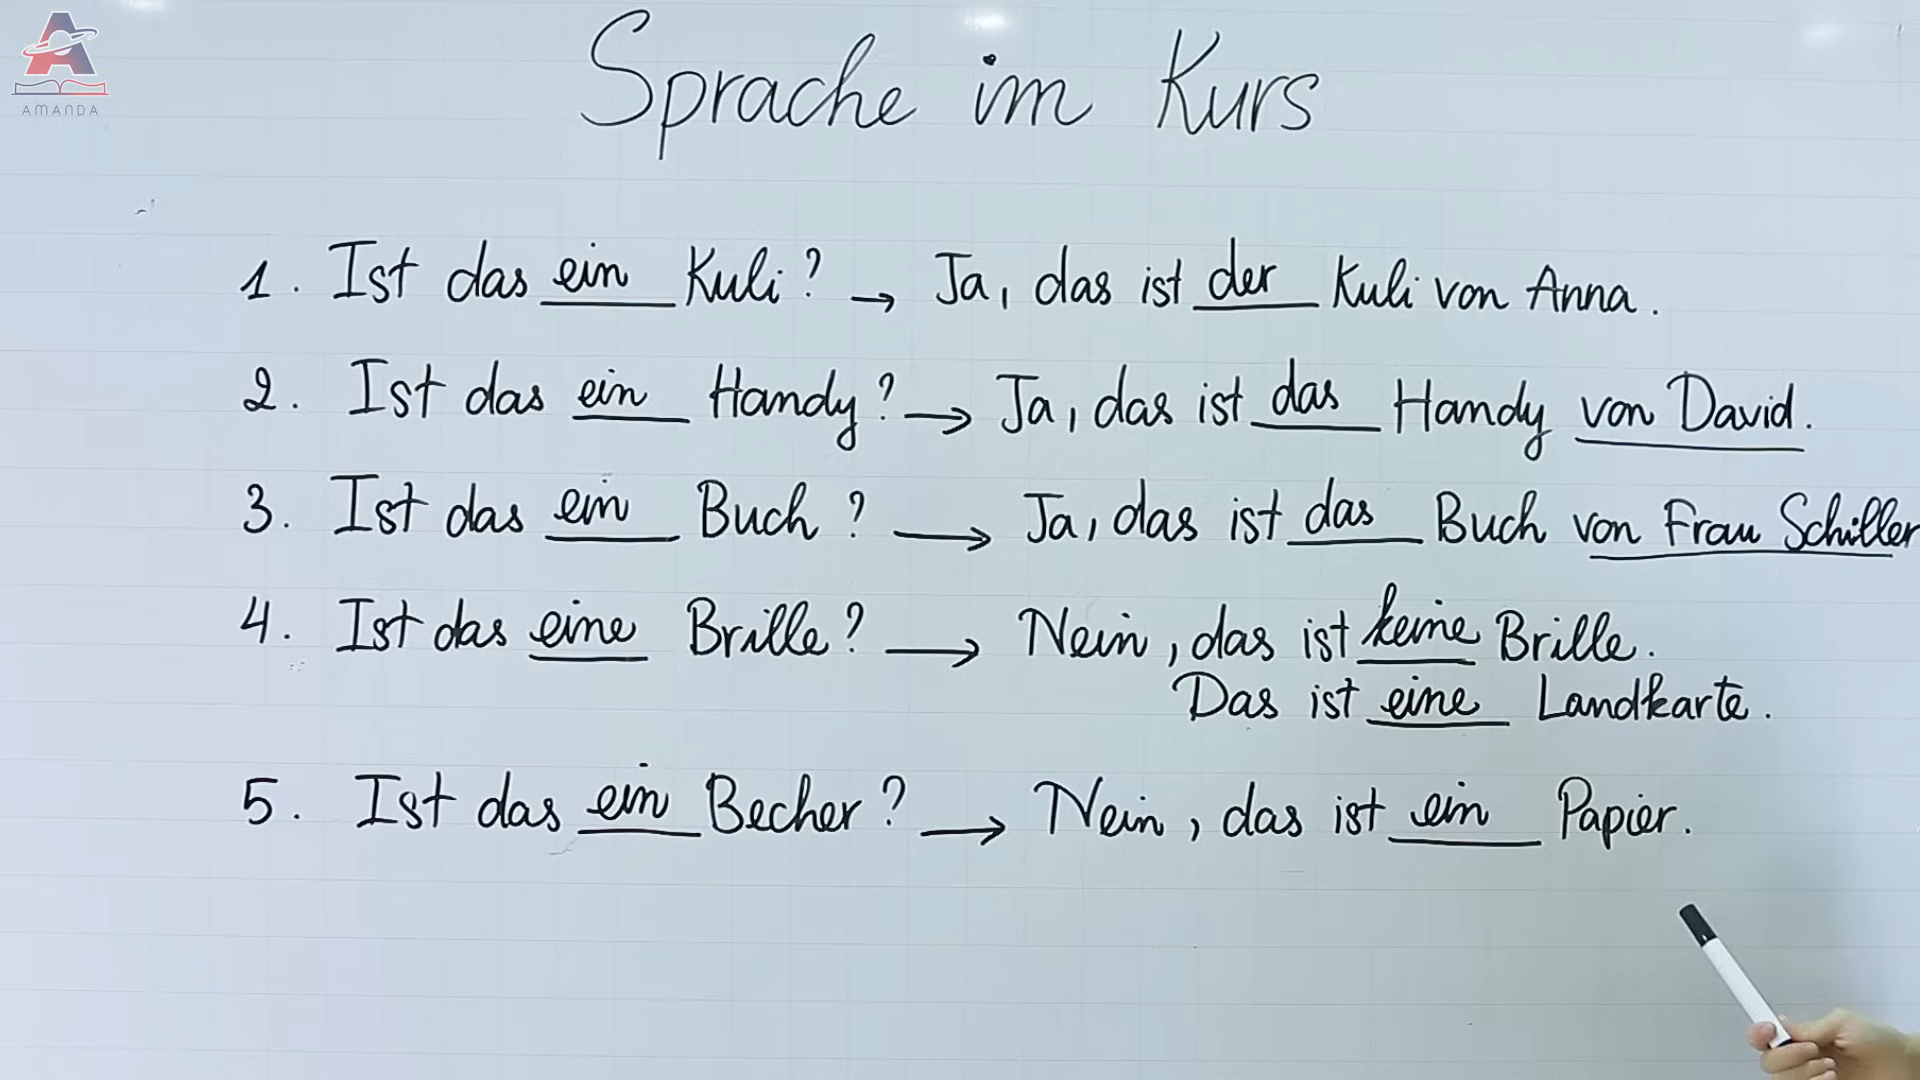 AMANDA
Sprache im Kurs
1. Ist das ein Kuli? → Ja, das ist der Kuli von Anna.
2. Ist das ein Handy? → Ja, das ist das Handy von David.
3. Ist das ein Buch? → Ja, das ist das Buch von Frau Schiller
4. Ist das eine Brille? → Nein, das ist keine Brille.
Das ist eine Landkarte.
5. Ist das ein Becher? → Nein, das ist ein Papier.